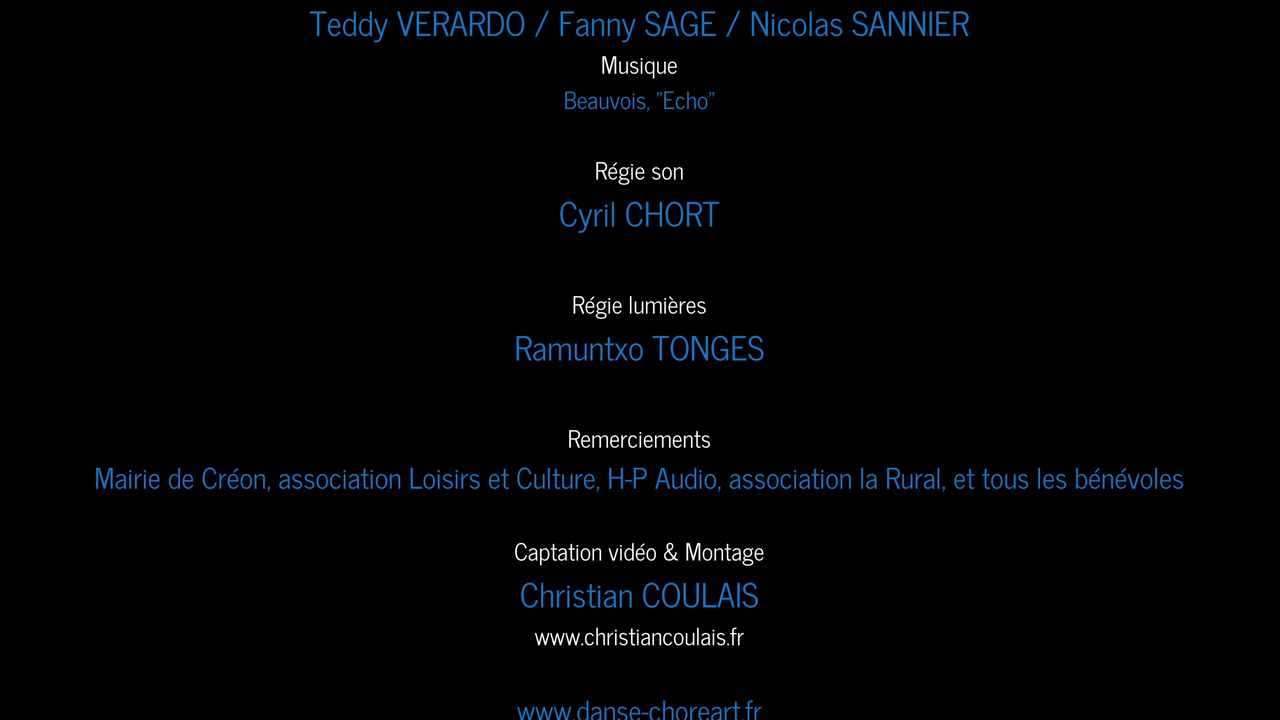 Teddy VERARDO / Fanny SAGE / Nicolas SANNIER
Musique
Beauvois, "Echo"
Régie son
Cyril CHORT
Régie lumières
Ramuntxo TONGES
Remerciements
Mairie de Créon, association Loisirs et Culture, H-P Audio, association la Rural, et tous les bénévoles
Captation vidéo & Montage
Christian COULAIS
www.christiancoulais.fr
www.danse-choreart.fr